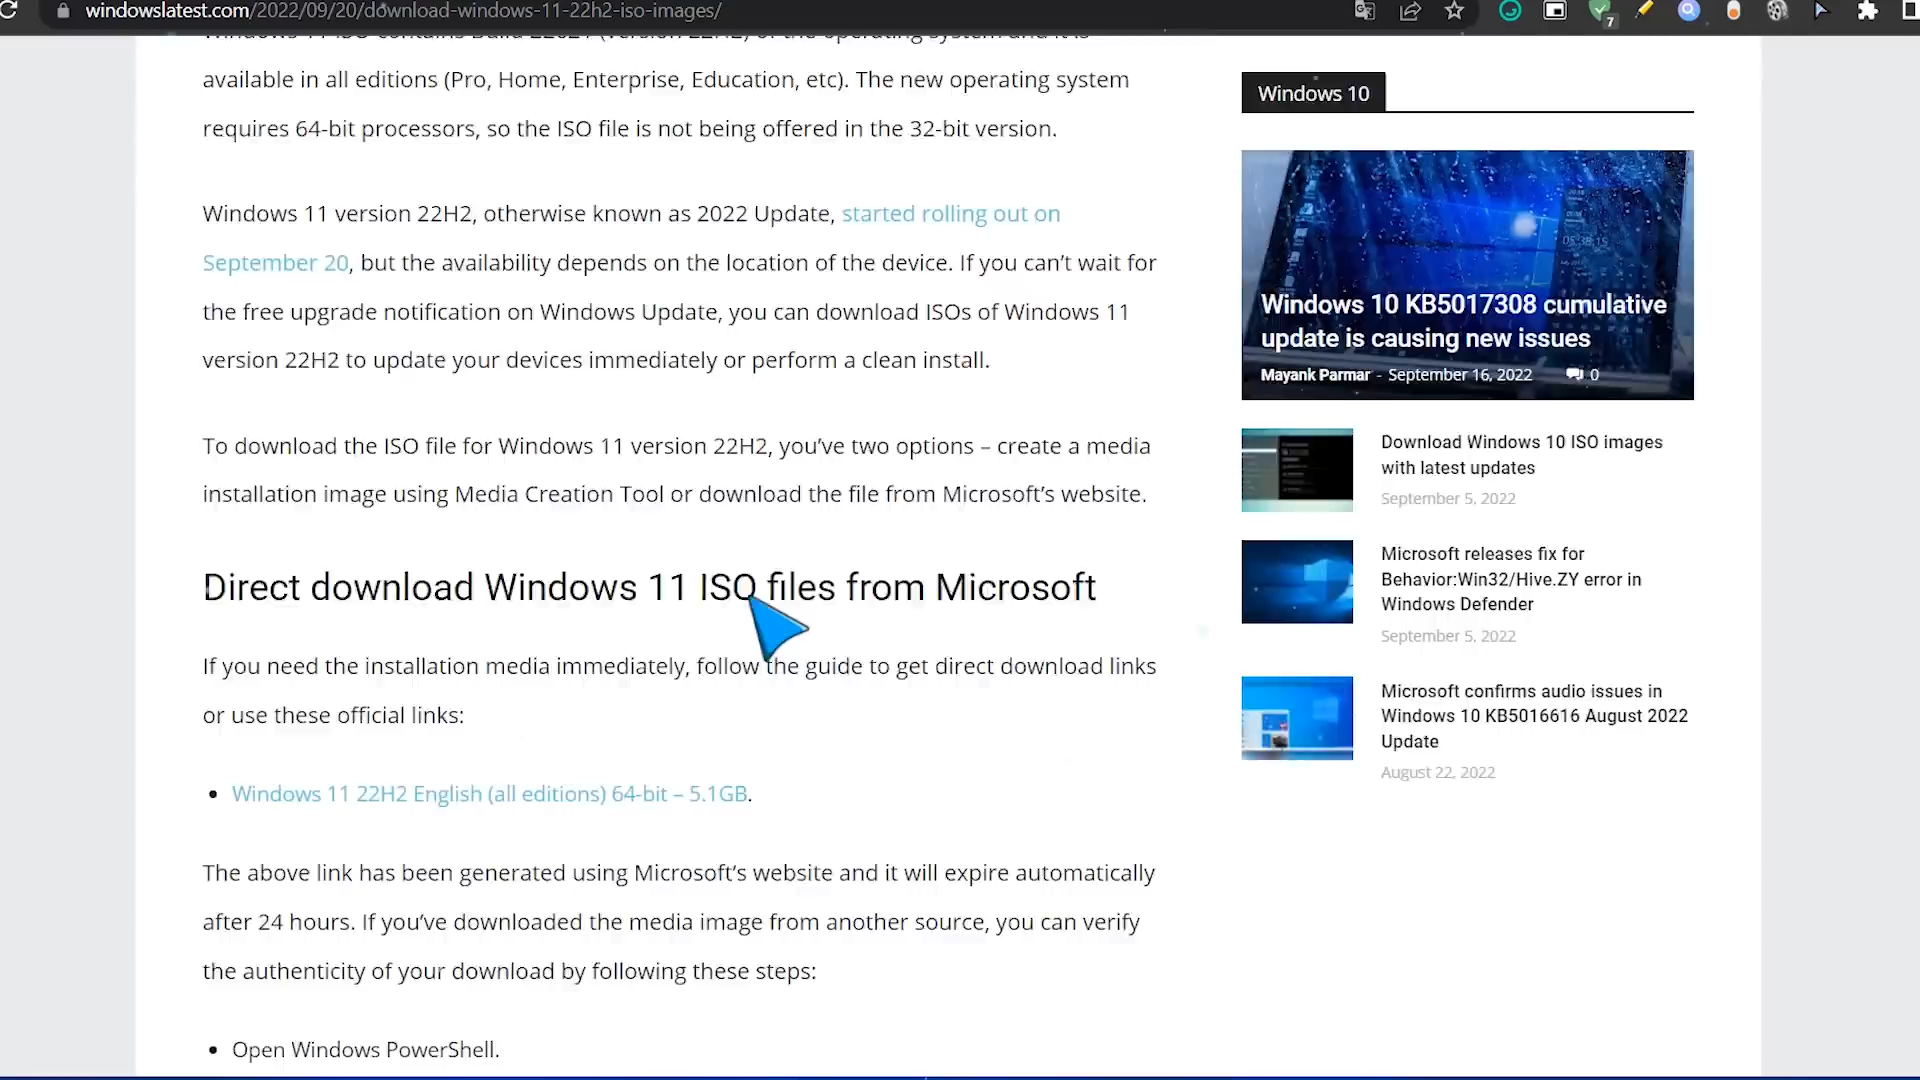 windowslatest.com/2022/09/20/download-windows-11-22h2-iso-images/
7
available in all editions (Pro, Home, Enterprise, Education, etc). The new operating system
requires 64-bit processors, so the ISO file is not being offered in the 32-bit version.
Windows 11 version 22H2, otherwise known as 2022 Update, started rolling out on
September 20, but the availability depends on the location of the device. If you can’t wait for
the free upgrade notification on Windows Update, you can download ISOs of Windows 11
version 22H2 to update your devices immediately or perform a clean install.
To download the ISO file for Windows 11 version 22H2, you’ve two options – create a media
installation image using Media Creation Tool or download the file from Microsoft’s website.
Direct download Windows 11 ISO files from Microsoft
If you need the installation media immediately, follow the guide to get direct download links
or use these official links:
• Windows 11 22H2 English (all editions) 64-bit – 5.1GB.
The above link has been generated using Microsoft’s website and it will expire automatically
after 24 hours. If you’ve downloaded the media image from another source, you can verify
the authenticity of your download by following these steps:
• Open Windows PowerShell.
Windows 10
Windows 10 KB5017308 cumulative
update is causing new issues
Mayank Parmar - September 16, 2022 0
Download Windows 10 ISO images
with latest updates
September 5, 2022
Microsoft releases fix for
Behavior:Win32/Hive.ZY error in
Windows Defender
September 5, 2022
Microsoft confirms audio issues in
Windows 10 KB5016616 August 2022
Update
August 22, 2022